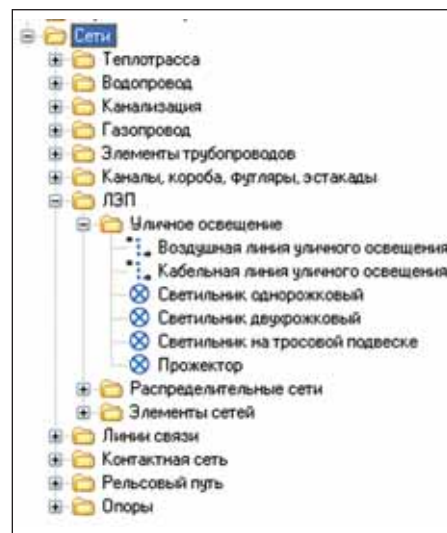 Сети
Теплотрасса
Водопровод
Канализация
Газопровод
Элементы трубопроводов
Каналы, короба, футляры, эстакады
ЛЭП
Уличное освещение
Воздушная линия уличного освещения
Кабельная линия уличного освещения
Светильник однорожковый
Светильник двухрожковый
Светильник на тросовой подвеске
Прожектор
Распределительные сети
Элементы сетей
Линии связи
Контактная сеть
Рельсовый путь
Опоры